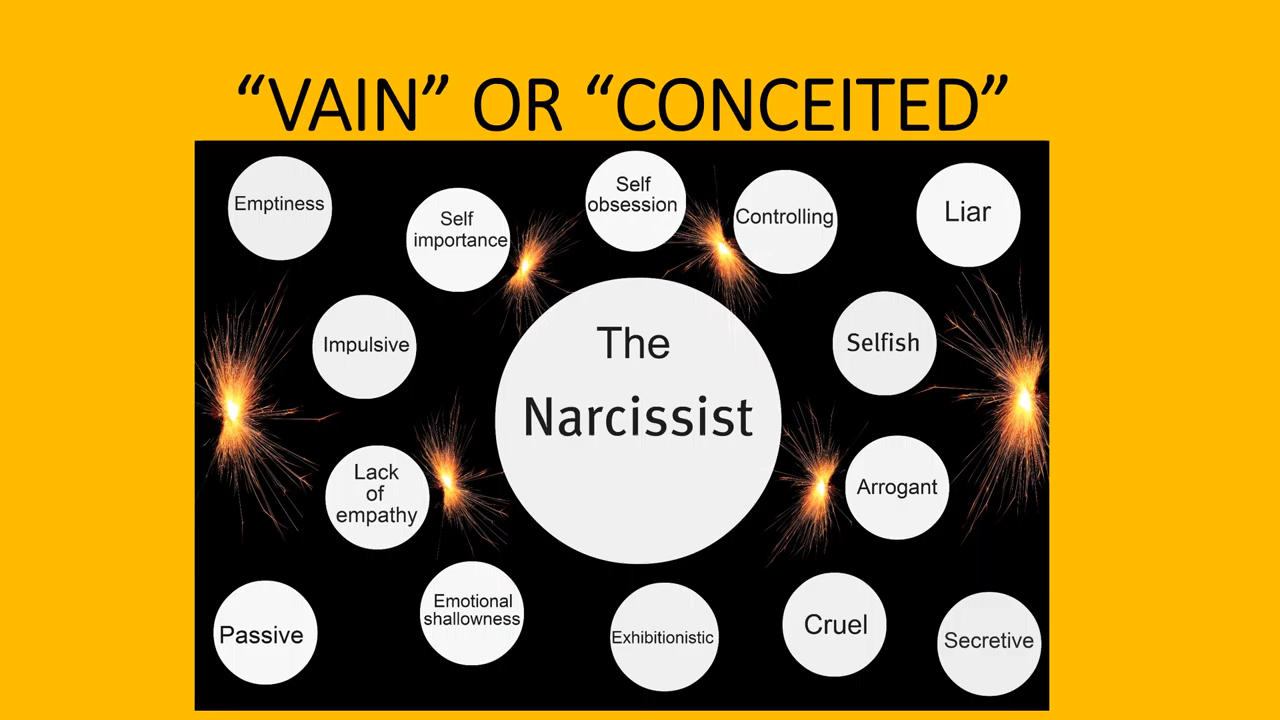 “VAIN” OR “CONCEITED”
Emptiness
Self
importance
Self
obsession
Controlling
Liar
Impulsive
The
Narcissist
Selfish
Lack
of
empathy
Arrogant
Passive
Emotional
shallowness
Exhibitionistic
Cruel
Secretive